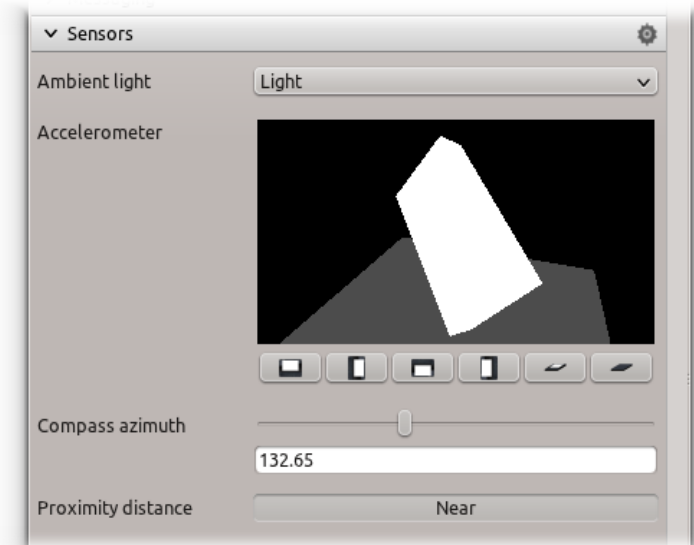 Sensors
Ambient light
Light
Accelerometer
Compass azimuth
132.65
Proximity distance
Near